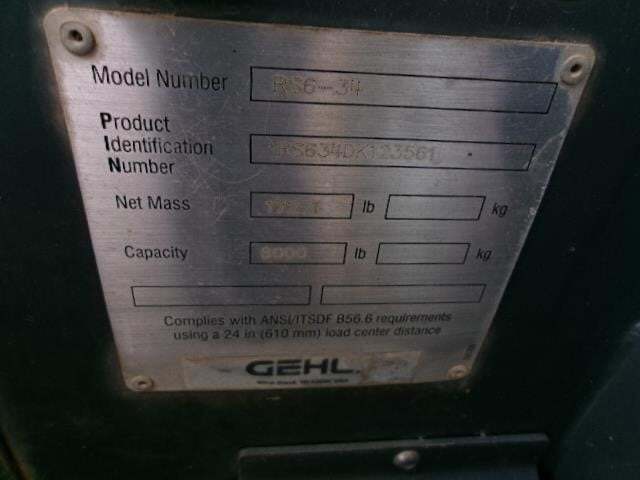 Model Number RS6-34
Product
Identification
Number
Net Mass lb kg
Capacity lb kg
Complies with ANSI/ITSDF B56.6 requirements
using a 24 in (610 mm) load center distance
GEHL